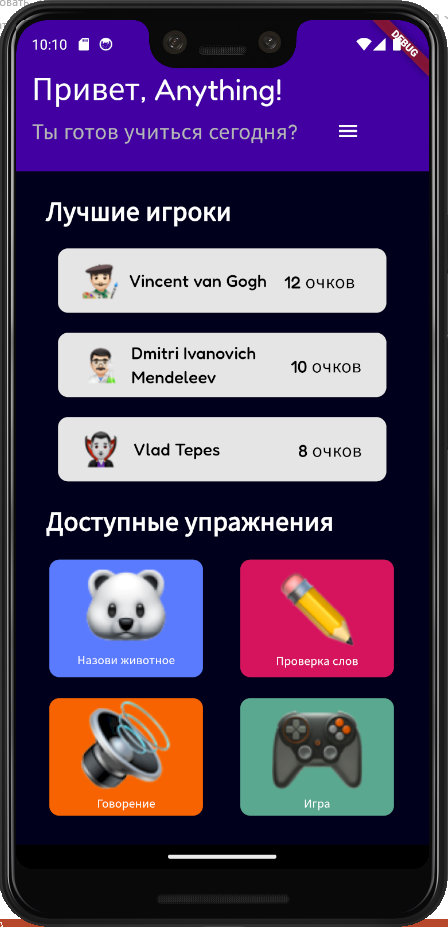 10:10
DEBUG
Привет, Anything!
Ты готов учиться сегодня?
Лучшие игроки
Vincent van Gogh 12 очков
Dmitri Ivanovich
Mendeleev 10 очков
Vlad Tepes 8 очков
Доступные упражнения
Назови животное Проверка слов
Говорение Игра